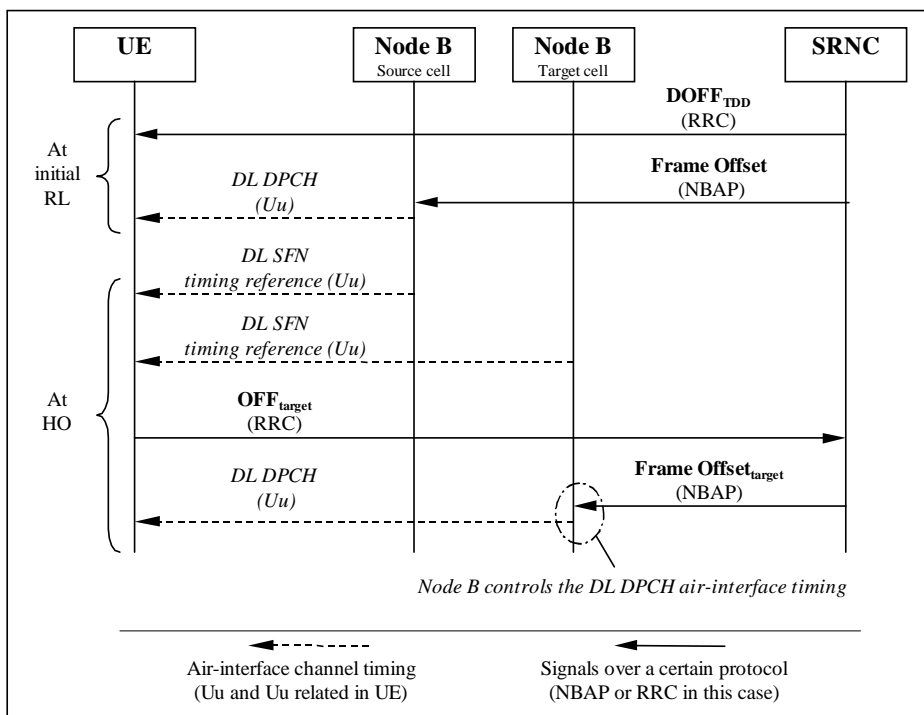 UE
Node B
Source cell
Node B
Target cell
SRNC
DOFFTDD
(RRC)
At
initial
RL
Frame Offset
(NBAP)
DL DPCH
(Uu)
DL SFN
timing reference (Uu)
DL SFN
timing reference (Uu)
At
HO
OFFtarget
(RRC)
Frame Offsettarget
(NBAP)
DL DPCH
(Uu)
Node B controls the DL DPCH air-interface timing
Air-interface channel timing
(Uu and Uu related in UE)
Signals over a certain protocol
(NBAP or RRC in this case)